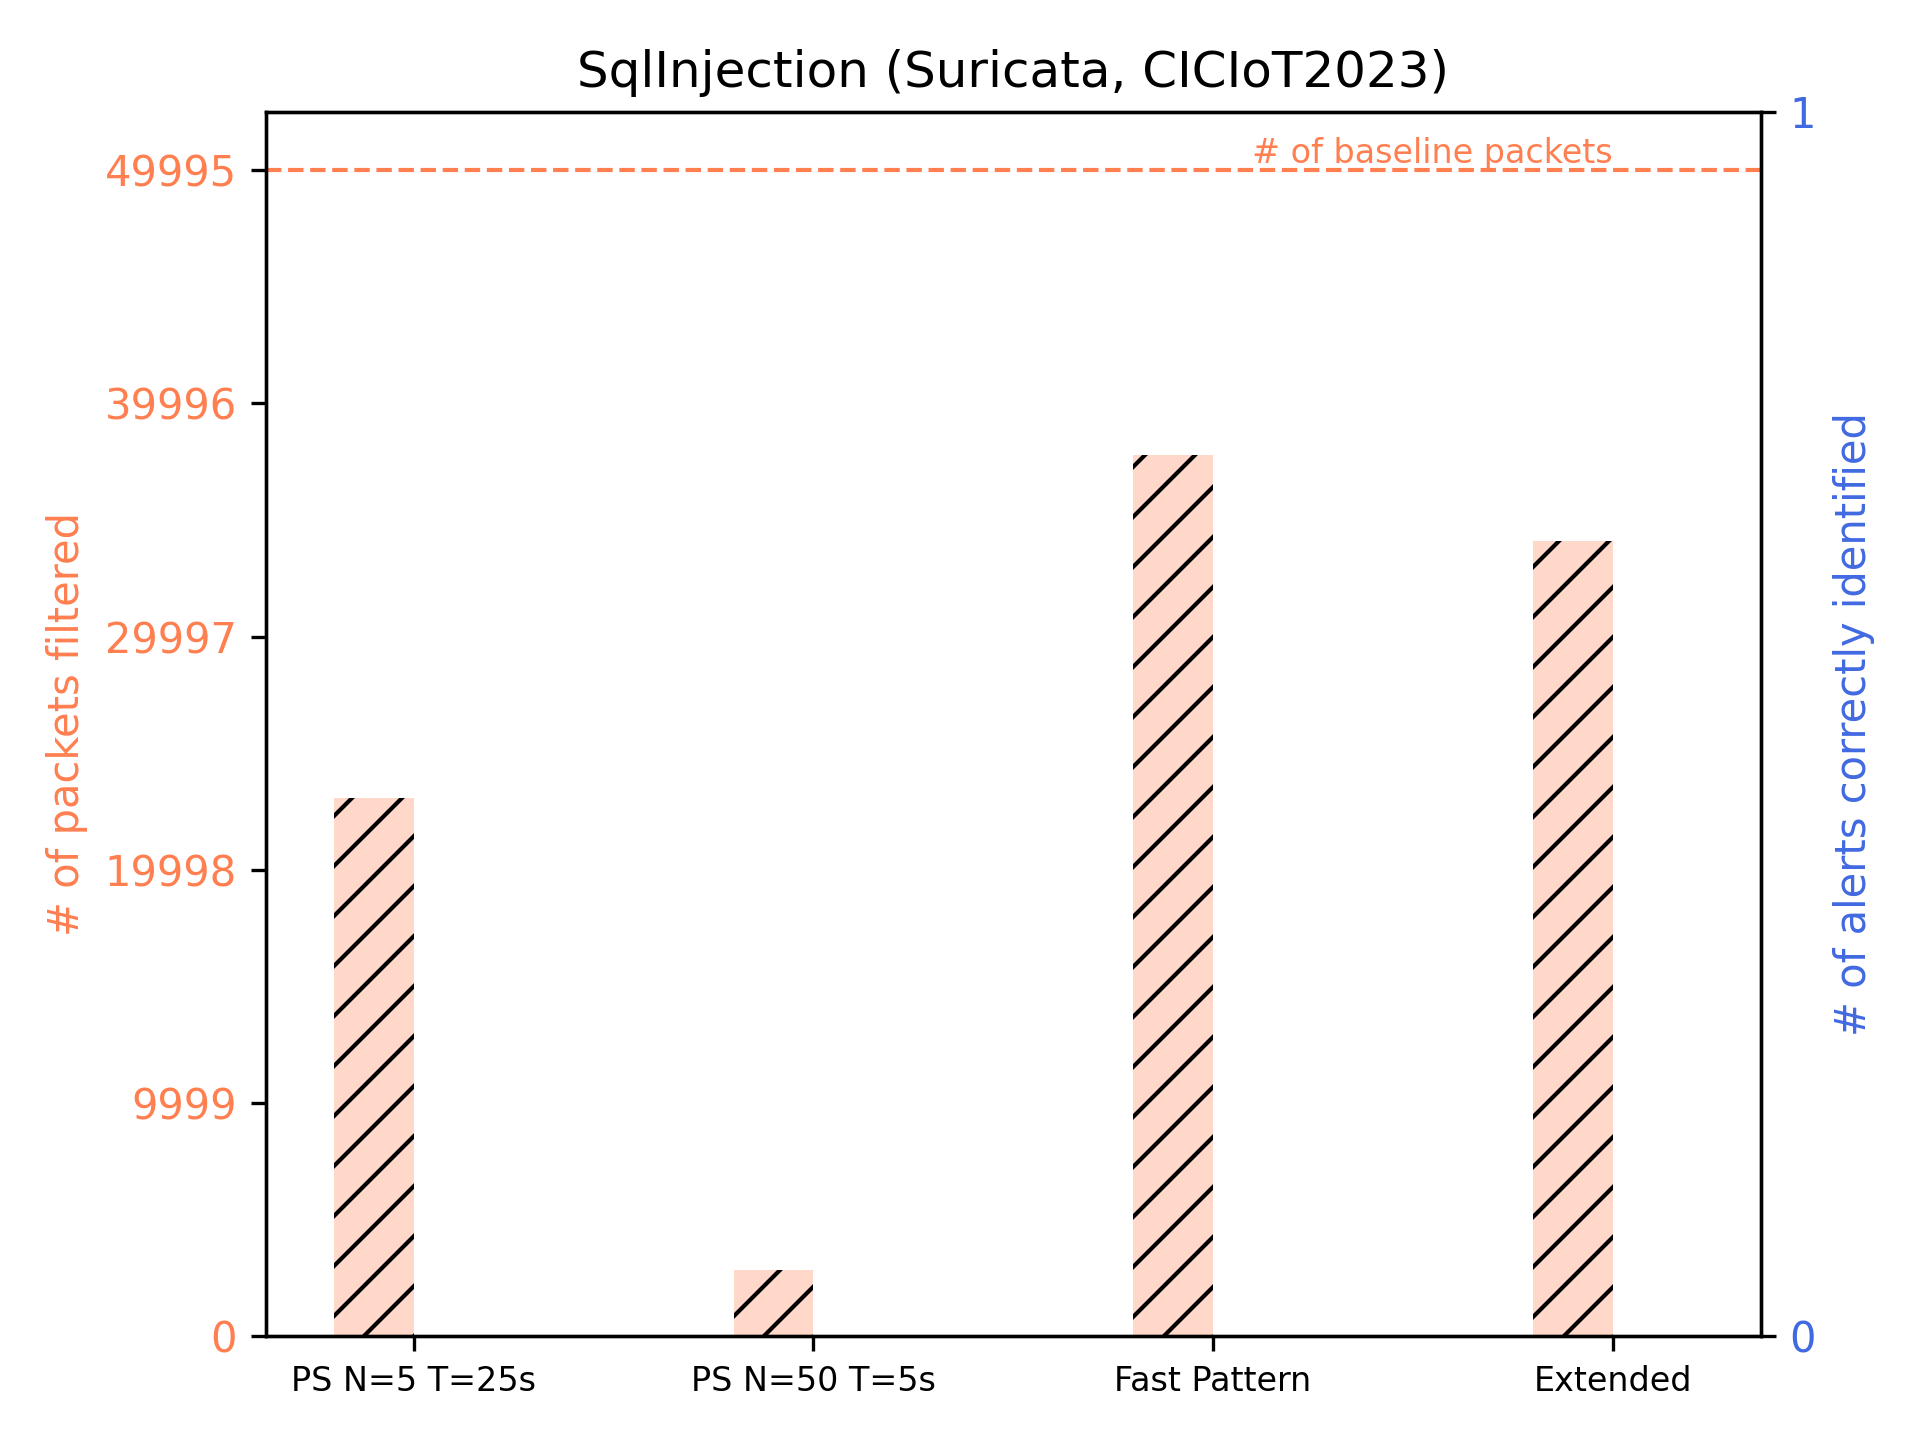 SqlInjection (Suricata, CICIoT2023)
# of baseline packets
49995
39996
29997
19998
9999
0
# of packets filtered
1
0
# of alerts correctly identified
PS N=5 T=25s
PS N=50 T=5s
Fast Pattern
Extended